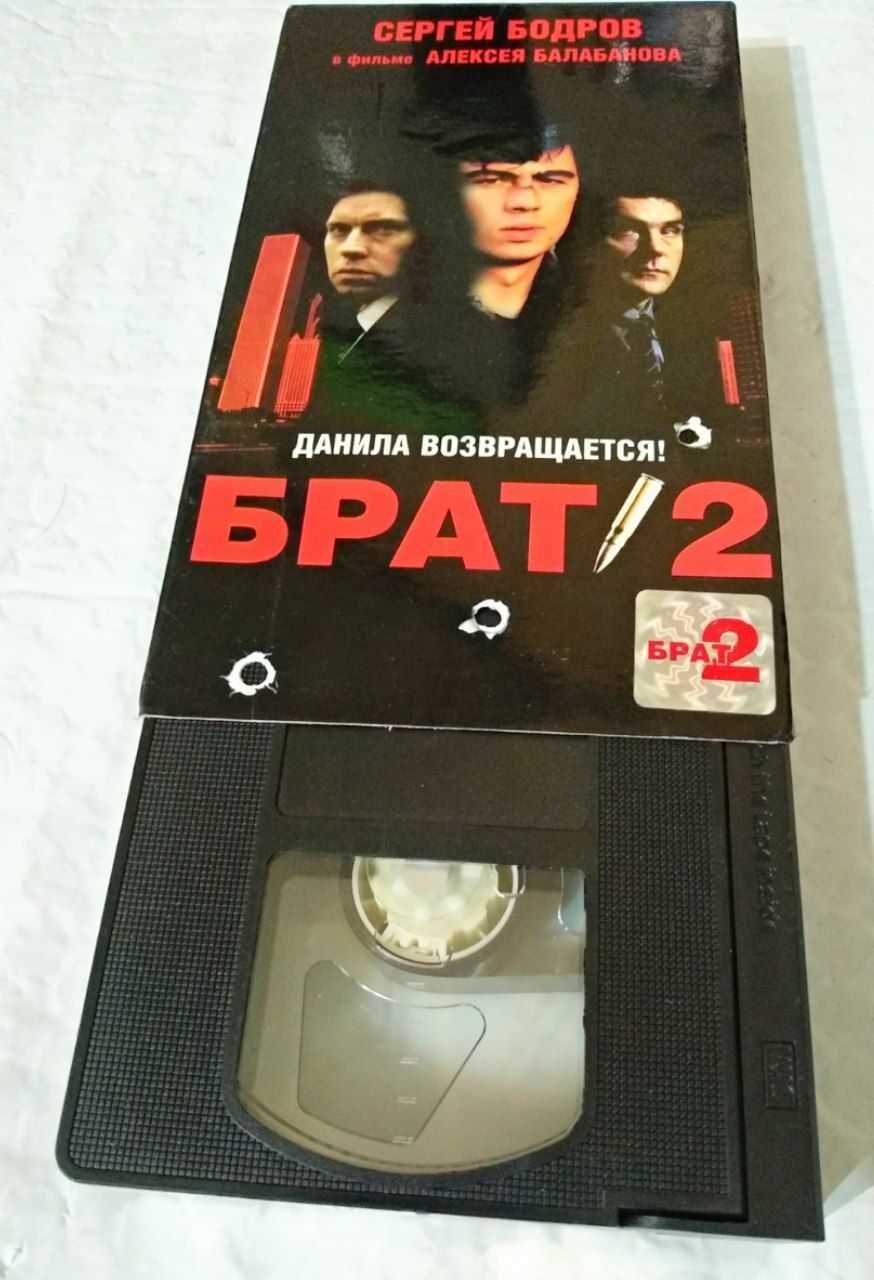 СЕРГЕЙ БОДРОВ
в фильме АЛЕКСЕЯ БАЛАБАНОВА
ДАНИЛА ВОЗВРАЩАЕТСЯ!
БРАТ 2
БРАТ 2